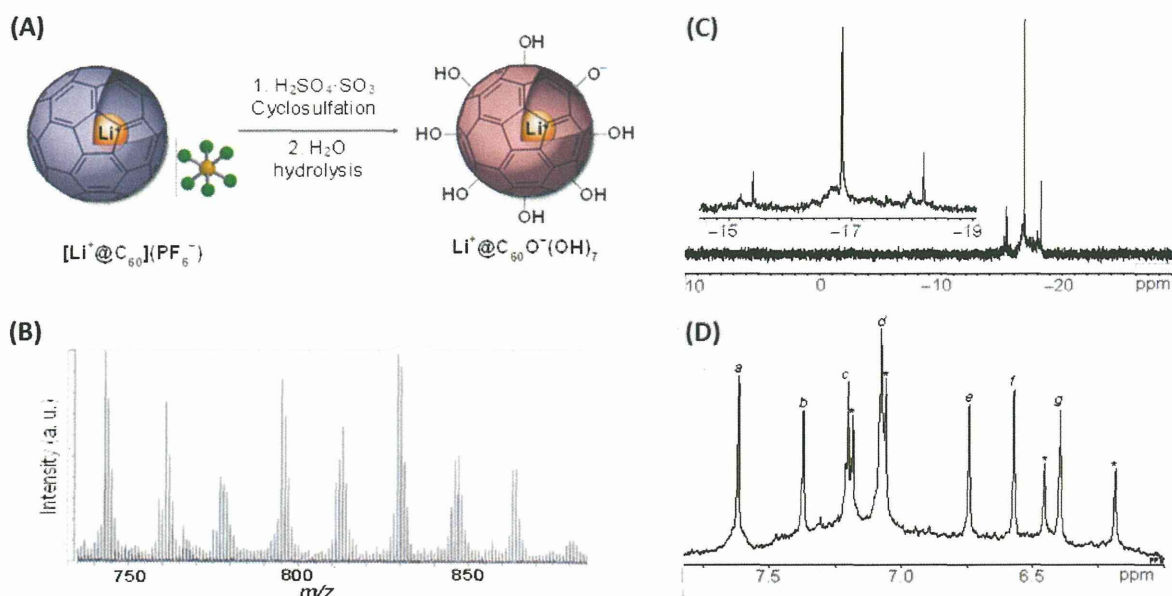 (A)
OH
HO
O⁻
1. H₂SO₄·SO₃
Cyclosulfation
2. H₂O
hydrolysis
Li⁺
Li⁺
HO
OH
HO
OH
OH
[Li⁺@C₆₀](PF₆⁻)
Li⁺@C₆₀O⁻(OH)₇
(B)
Intensity (a. u.)
750
800
850
m/z
(C)
−15
−17
−19
10
0
−10
−20
ppm
(D)
a
b
c
*
d
*
e
f
*
g
*
7.5
7.0
6.5
ppm